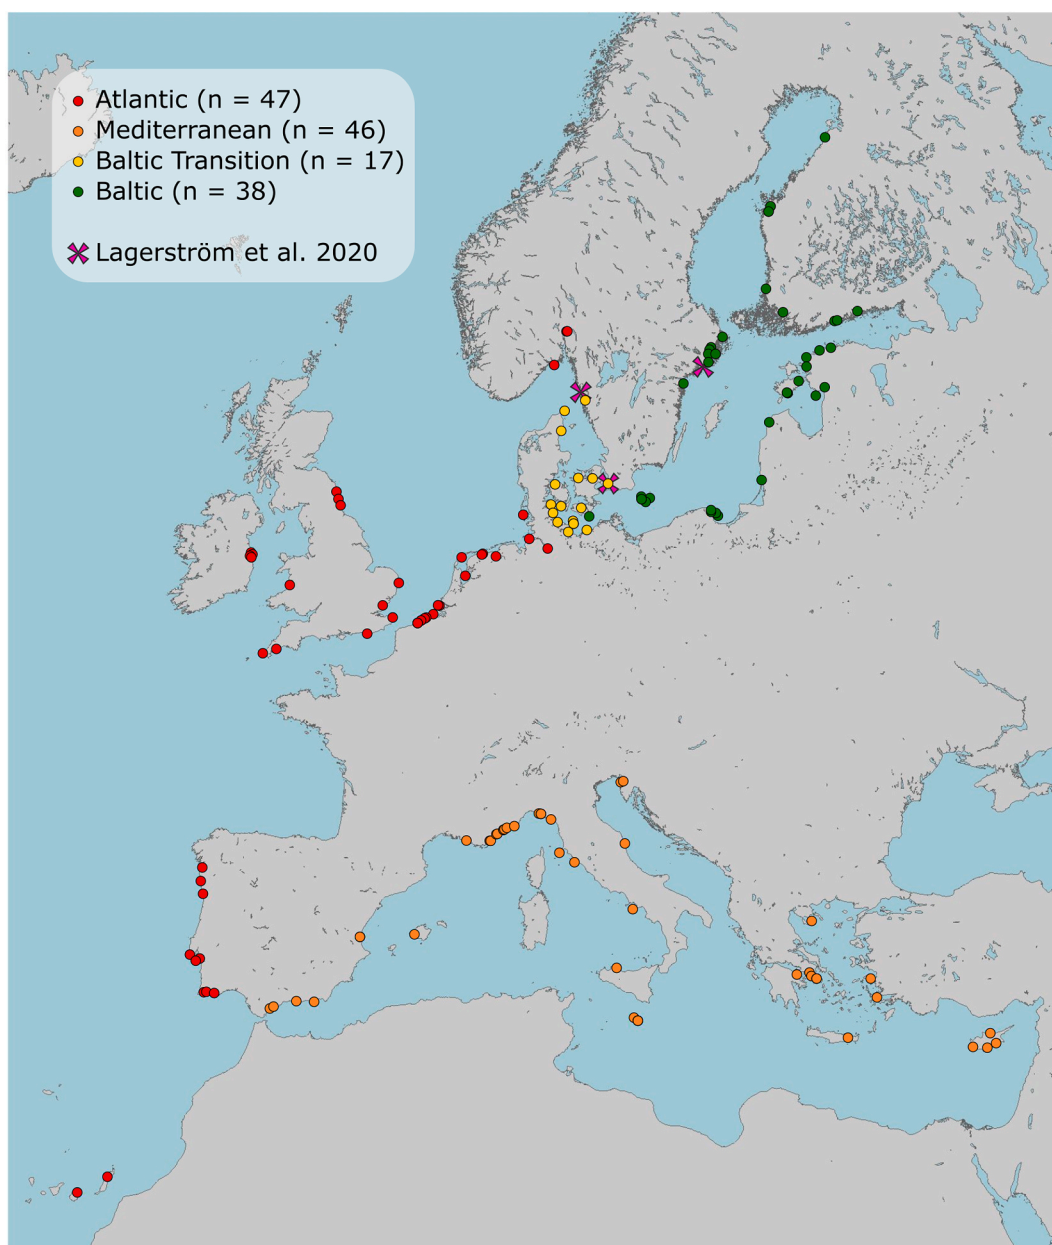 Atlantic (n = 47)
Mediterranean (n = 46)
Baltic Transition (n = 17)
Baltic (n = 38)
Lagerström et al. 2020